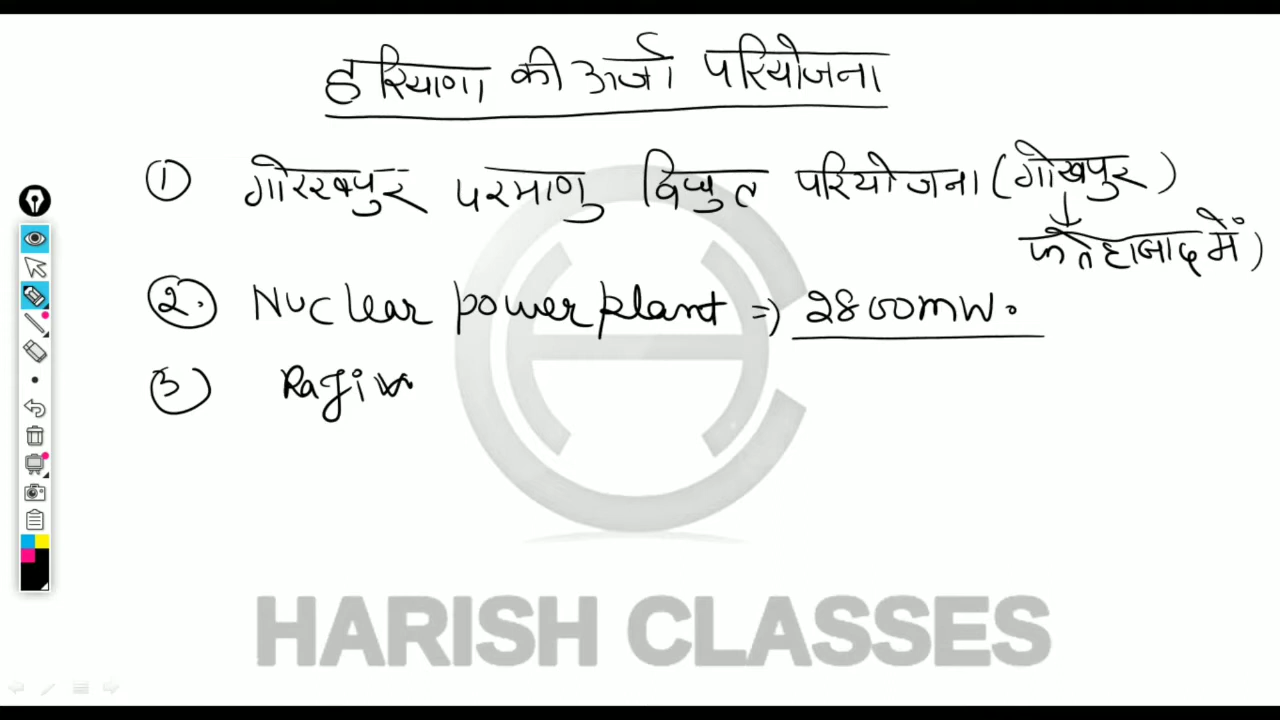 हरियाणा की ऊर्जा परियोजना
① गोरखपुर परमाणु विद्युत परियोजना (गोखपुर)
↓
फतेहाबाद में)
②. Nuclear power plant => 2800mw.
③ Rajiv
HARISH CLASSES